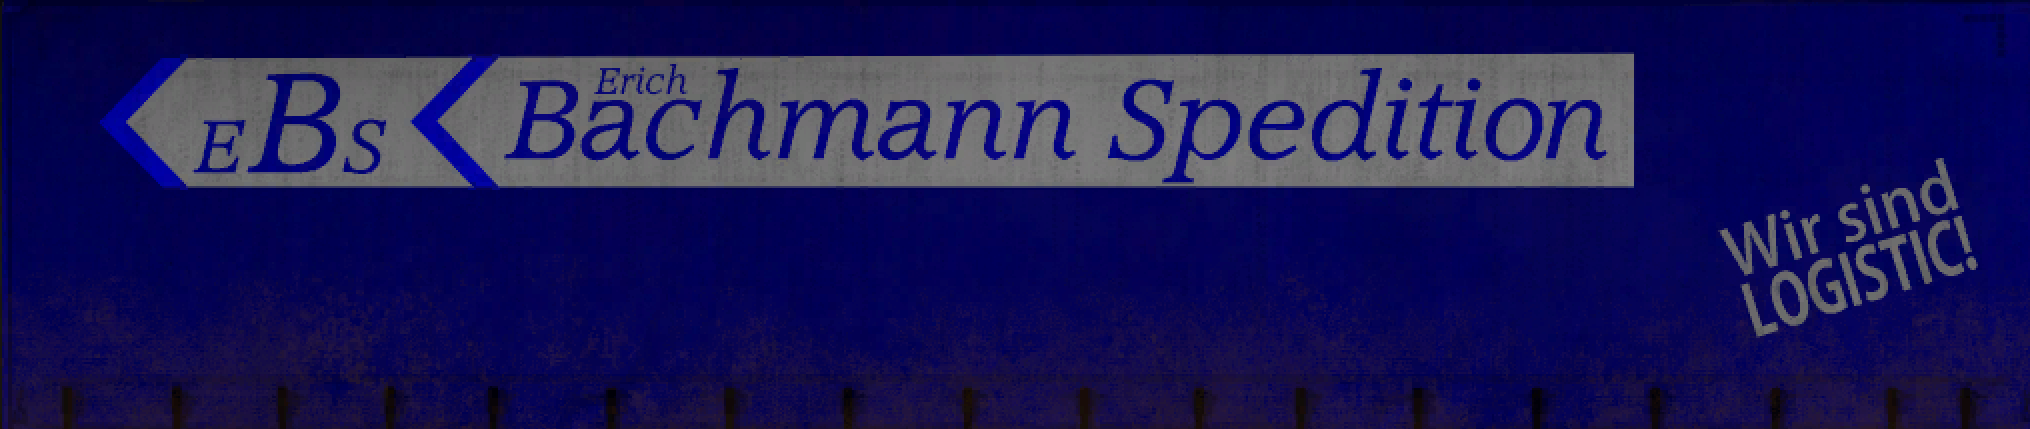 EBS
Erich
Bachmann Spedition
Wir sind
LOGISTIC!